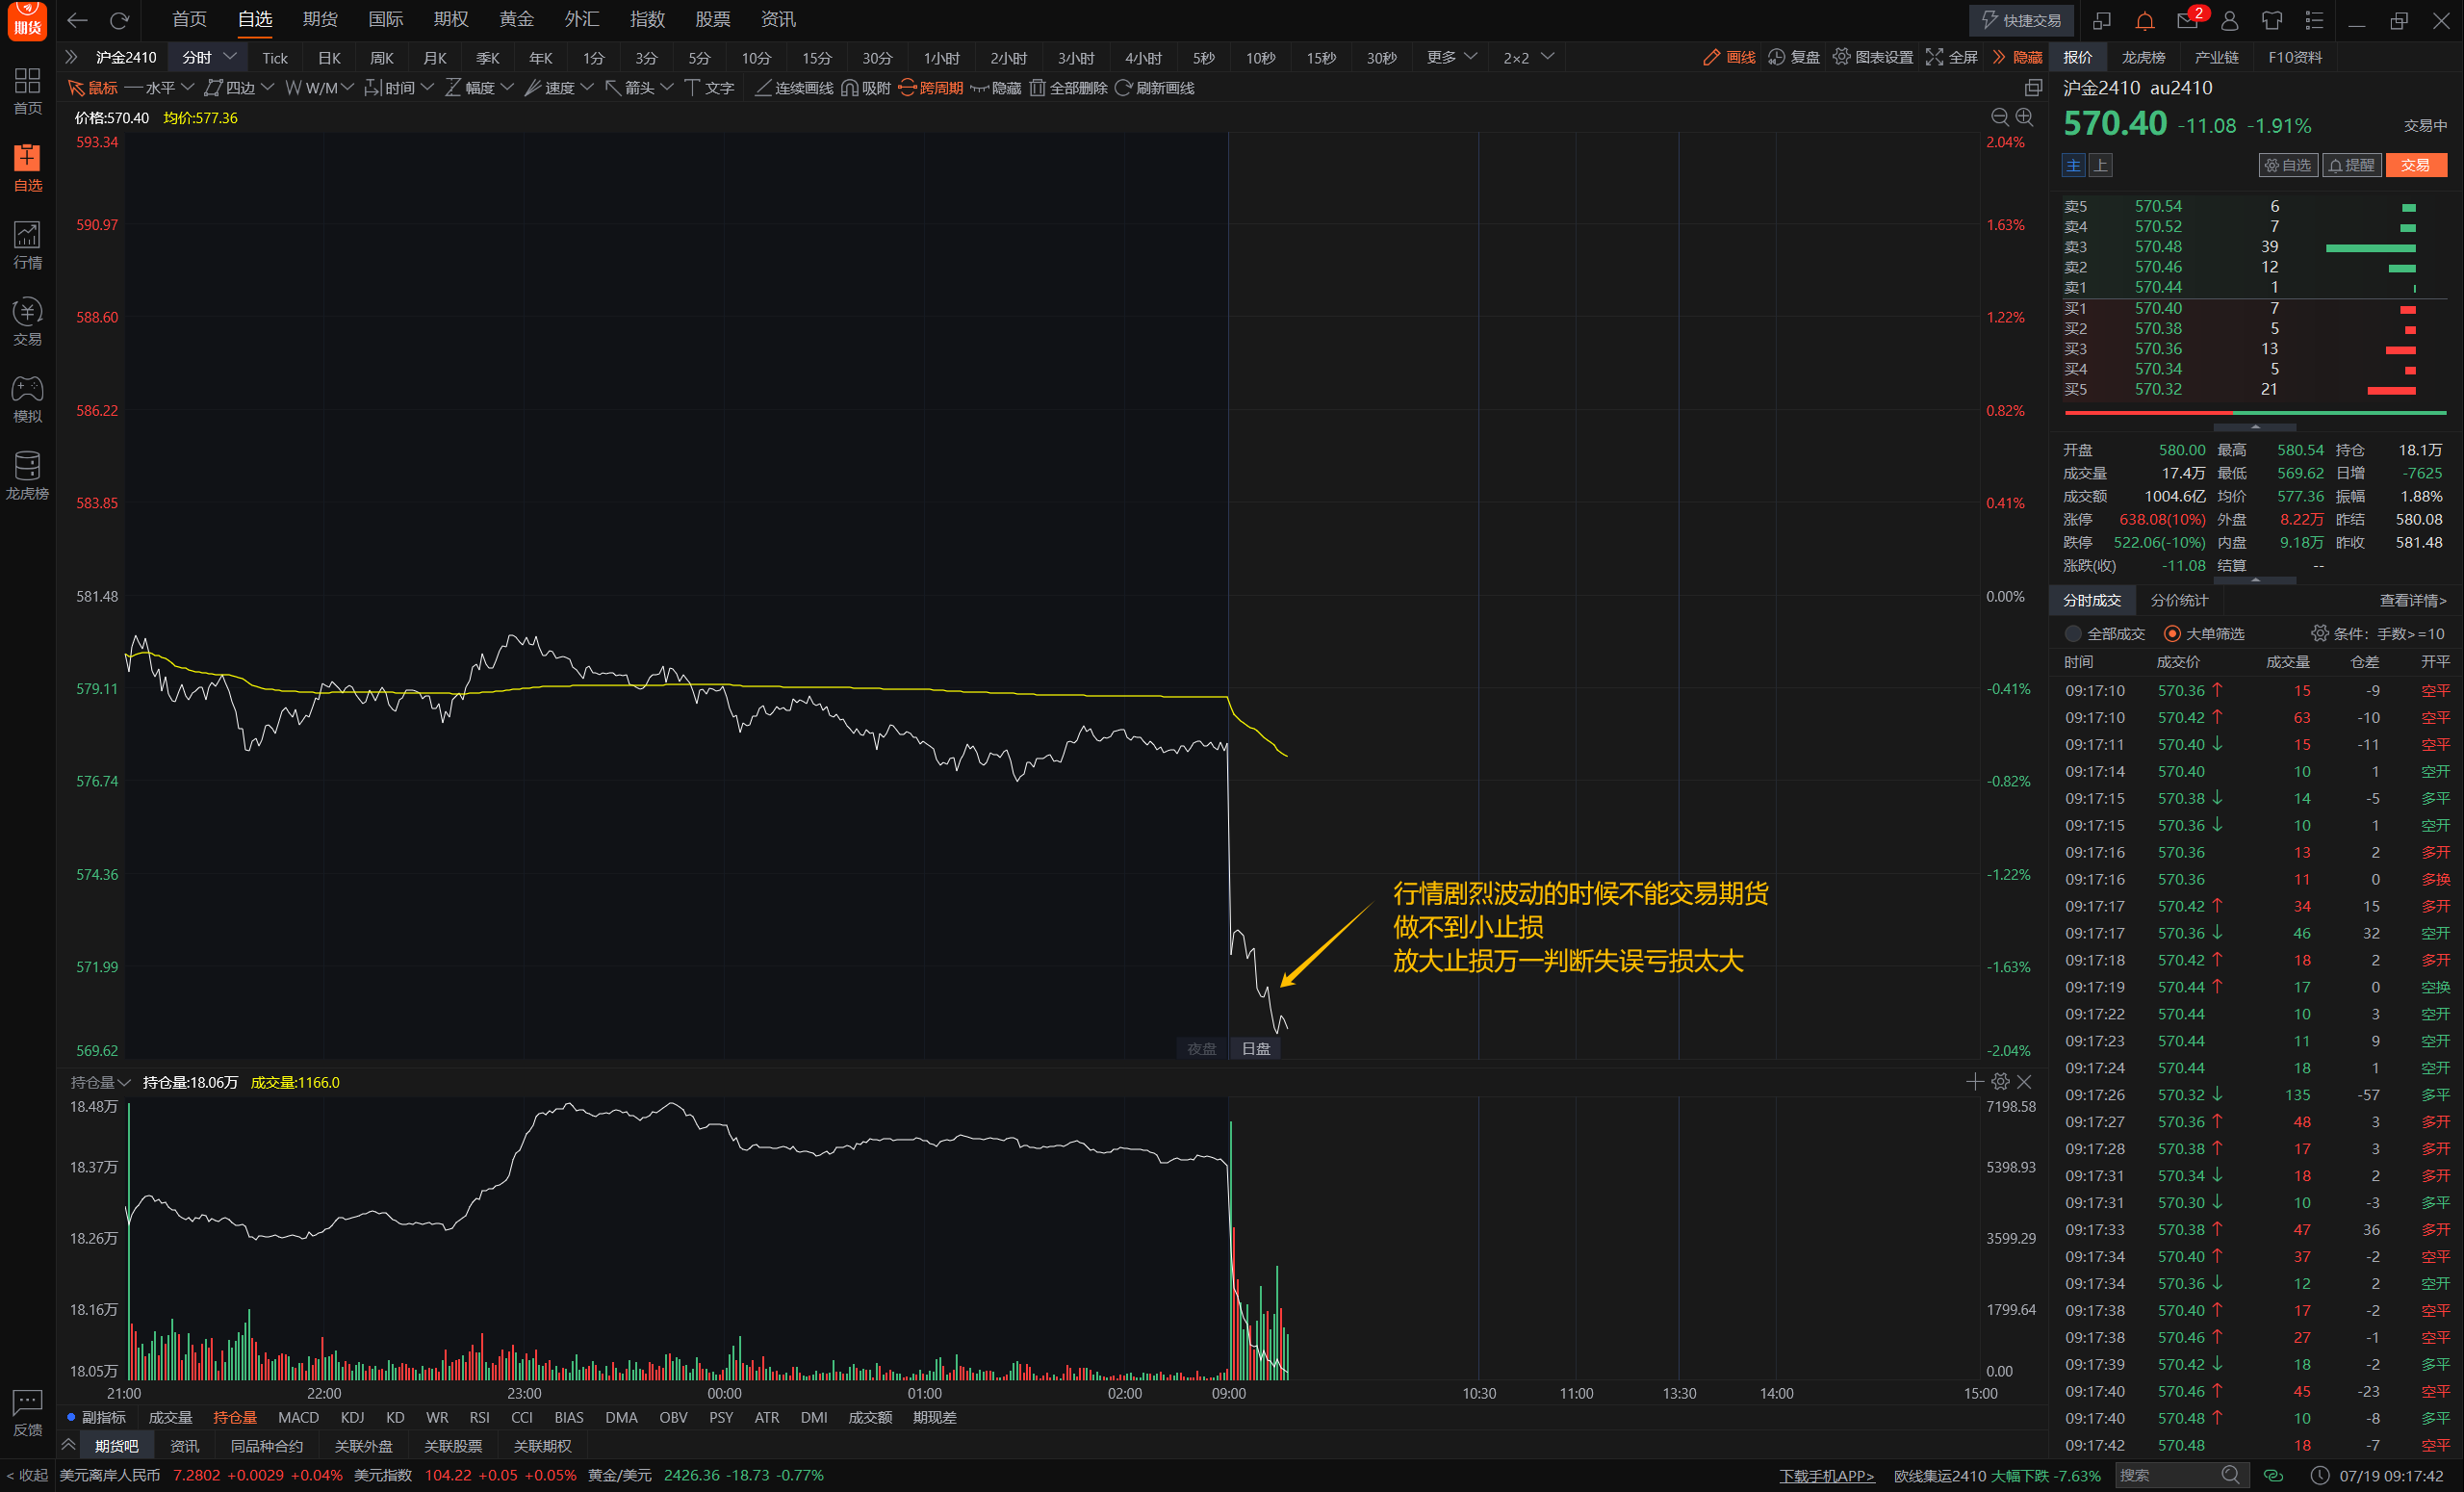 期货
首页 自选 期货 国际 期权 黄金 外汇 指数 股票 资讯
快捷交易 2
沪金2410 分时 Tick 日K 周K 月K 季K 年K 1分 3分 5分 10分 15分 30分 1小时 2小时 3小时 4小时 5秒 10秒 15秒 30秒 更多 2×2
画线 复盘 图表设置 全屏 隐藏
鼠标 水平 四边 W/M 时间 幅度 速度 箭头 文字 连续画线 吸附 跨周期 隐藏 全部删除 刷新画线
首页
自选
行情
交易
模拟
龙虎榜
反馈
< 收起
价格:570.40 均价:577.36
593.34 2.04%
590.97 1.63%
588.60 1.22%
586.22 0.82%
583.85 0.41%
581.48 0.00%
579.11 -0.41%
576.74 -0.82%
574.36 -1.22%
571.99 -1.63%
569.62 -2.04%
行情剧烈波动的时候不能交易期货
做不到小止损
放大止损万一判断失误亏损太大
夜盘 日盘
持仓量 持仓量:18.06万 成交量:1166.0
18.48万 7198.58
18.37万 5398.93
18.26万 3599.29
18.16万 1799.64
18.05万 0.00
21:00 22:00 23:00 00:00 01:00 02:00 09:00 10:30 11:00 13:30 14:00 15:00
副指标 成交量 持仓量 MACD KDJ KD WR RSI CCI BIAS DMA OBV PSY ATR DMI 成交额 期现差
期货吧 资讯 同品种合约 关联外盘 关联股票 关联期权
报价 龙虎榜 产业链 F10资料
沪金2410 au2410
570.40 -11.08 -1.91% 交易中
主 上 自选 提醒 交易
卖5 570.54 6
卖4 570.52 7
卖3 570.48 39
卖2 570.46 12
卖1 570.44 1
买1 570.40 7
买2 570.38 5
买3 570.36 13
买4 570.34 5
买5 570.32 21
开盘 580.00 最高 580.54 持仓 18.1万
成交量 17.4万 最低 569.62 日增 -7625
成交额 1004.6亿 均价 577.36 振幅 1.88%
涨停 638.08(10%) 外盘 8.22万 昨结 580.08
跌停 522.06(-10%) 内盘 9.18万 昨收 581.48
涨跌(收) -11.08 结算 --
分时成交 分价统计 查看详情>
全部成交 大单筛选 条件：手数>=10
时间 成交价 成交量 仓差 开平
09:17:10 570.36 ↑ 15 -9 空平
09:17:10 570.42 ↑ 63 -10 空平
09:17:11 570.40 ↓ 15 -11 空平
09:17:14 570.40 10 1 空开
09:17:15 570.38 ↓ 14 -5 多平
09:17:15 570.36 ↓ 10 1 空开
09:17:16 570.36 13 2 多开
09:17:16 570.36 11 0 多换
09:17:17 570.42 ↑ 34 15 多开
09:17:17 570.36 ↓ 46 32 空开
09:17:18 570.42 ↑ 18 2 多开
09:17:19 570.44 ↑ 17 0 空换
09:17:22 570.44 10 3 空开
09:17:23 570.44 11 9 空开
09:17:24 570.44 18 1 空开
09:17:26 570.32 ↓ 135 -57 多平
09:17:27 570.36 ↑ 48 3 多开
09:17:28 570.38 ↑ 17 3 多开
09:17:31 570.34 ↓ 18 2 多开
09:17:31 570.30 ↓ 10 -3 多平
09:17:33 570.38 ↑ 47 36 多开
09:17:34 570.40 ↑ 37 -2 空平
09:17:34 570.36 ↓ 12 2 空开
09:17:38 570.40 ↑ 17 -2 空平
09:17:38 570.46 ↑ 27 -1 空平
09:17:39 570.42 ↓ 18 -2 多平
09:17:40 570.46 ↑ 45 -23 空平
09:17:40 570.48 ↑ 10 -8 多平
09:17:42 570.48 18 -7 空平
美元离岸人民币 7.2802 +0.0029 +0.04% 美元指数 104.22 +0.05 +0.05% 黄金/美元 2426.36 -18.73 -0.77%
下载手机APP> 欧线集运2410 大幅下跌 -7.63% 搜索 07/19 09:17:42